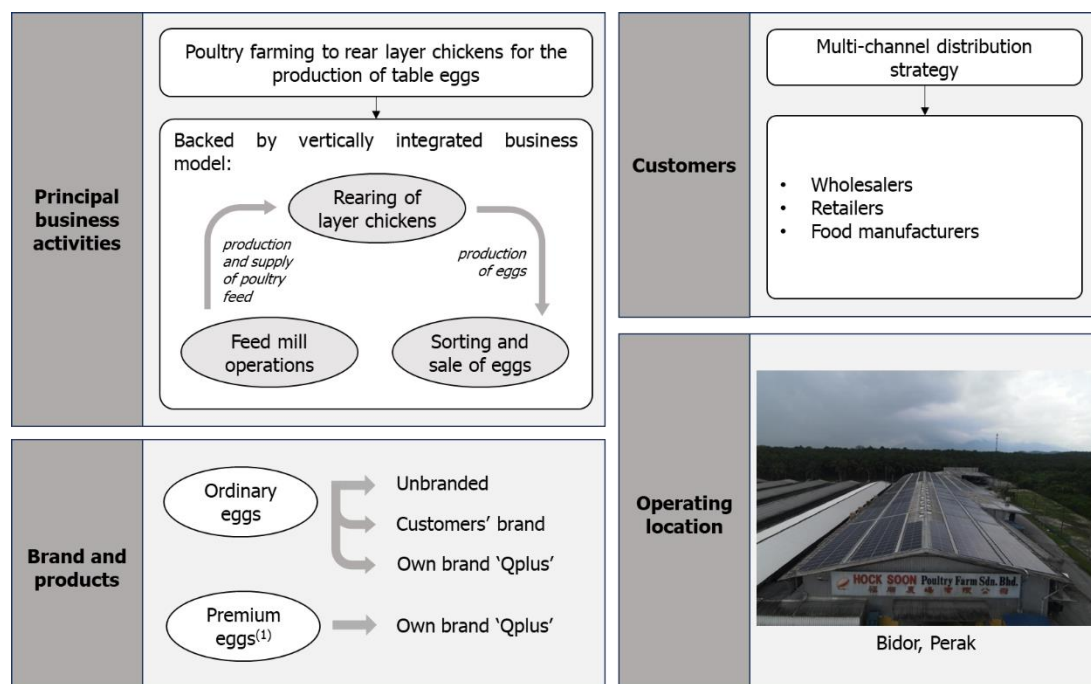 Principal
business
activities
Poultry farming to rear layer chickens for the
production of table eggs
Backed by vertically integrated business
model:
Rearing of
layer chickens
production
and supply
of poultry
feed
production
of eggs
Feed mill
operations
Sorting and
sale of eggs
Brand and
products
Ordinary
eggs
Unbranded
Customers’ brand
Own brand ‘Qplus’
Premium
eggs(1)
Own brand ‘Qplus’
Customers
Multi-channel distribution
strategy
• Wholesalers
• Retailers
• Food manufacturers
Operating
location
HOCK SOON Poultry Farm Sdn. Bhd.
Bidor, Perak